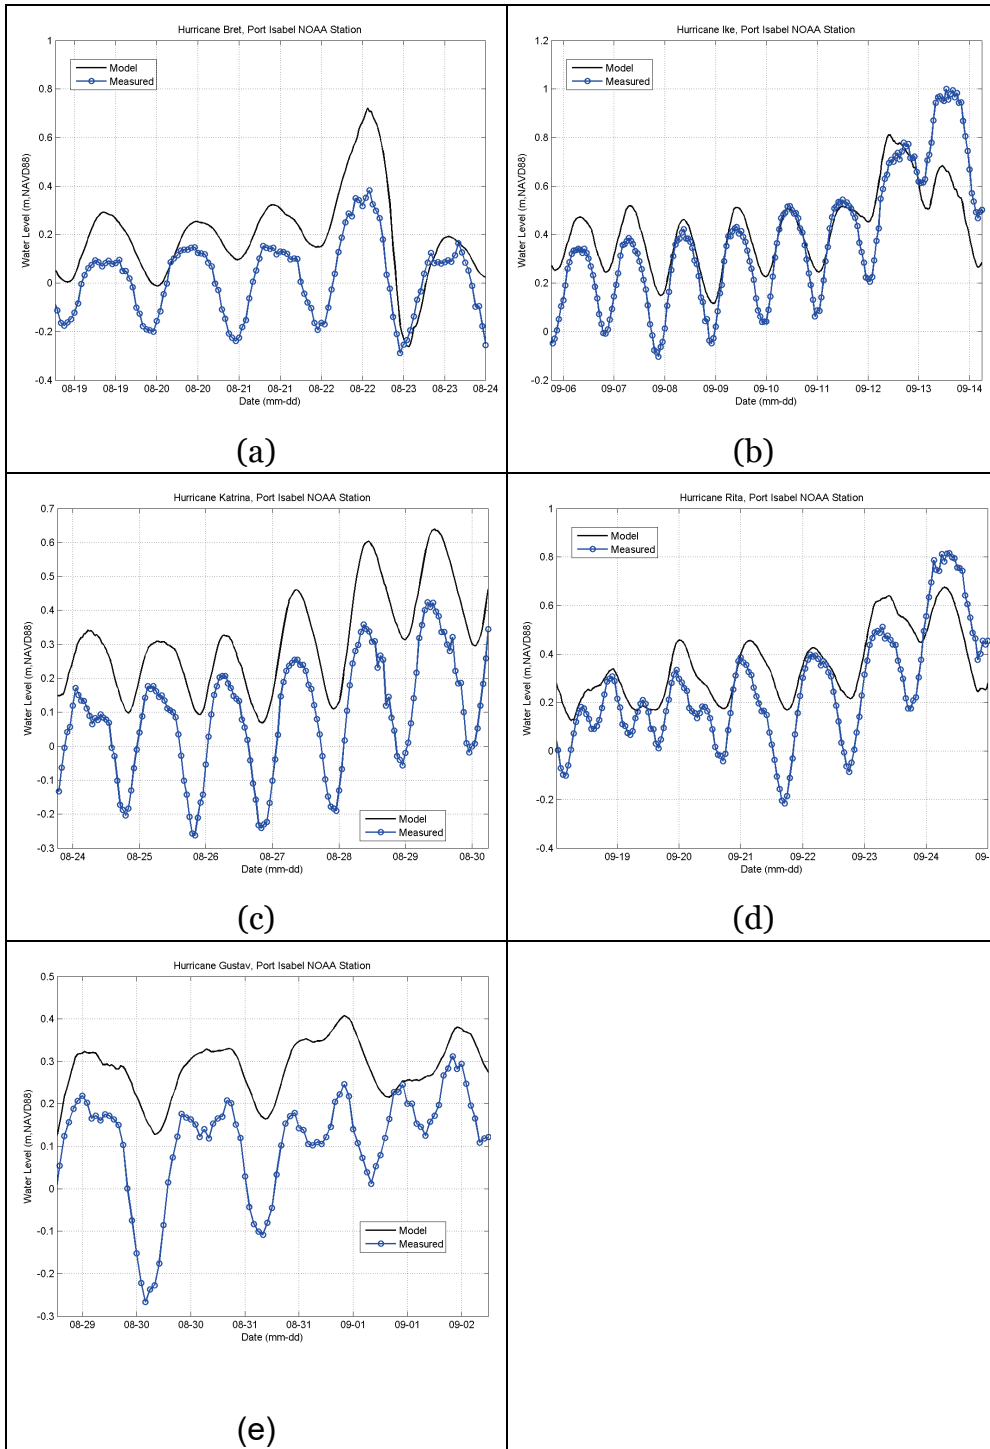 Hurricane Bret, Port Isabel NOAA Station
1
0.8
0.6
0.4
0.2
0
-0.2
-0.4
Water Level (m,NAVD88)
Model
Measured
08-19 08-19 08-20 08-20 08-21 08-21 08-22 08-22 08-23 08-23 08-24
Date (mm-dd)
(a)
Hurricane Ike, Port Isabel NOAA Station
1.2
1
0.8
0.6
0.4
0.2
0
-0.2
Water Level (m,NAVD88)
Model
Measured
09-06 09-07 09-08 09-09 09-10 09-11 09-12 09-13 09-14
Date (mm-dd)
(b)
Hurricane Katrina, Port Isabel NOAA Station
0.7
0.6
0.5
0.4
0.3
0.2
0.1
0
-0.1
-0.2
-0.3
Water Level (m,NAVD88)
Model
Measured
08-24 08-25 08-26 08-27 08-28 08-29 08-30
Date (mm-dd)
(c)
Hurricane Rita, Port Isabel NOAA Station
1
0.8
0.6
0.4
0.2
0
-0.2
-0.4
Water Level (m,NAVD88)
Model
Measured
09-19 09-20 09-21 09-22 09-23 09-24 09-
Date (mm-dd)
(d)
Hurricane Gustav, Port Isabel NOAA Station
0.5
0.4
0.3
0.2
0.1
0
-0.1
-0.2
-0.3
Water Level (m,NAVD88)
Model
Measured
08-29 08-30 08-30 08-31 08-31 09-01 09-01 09-02
Date (mm-dd)
(e)